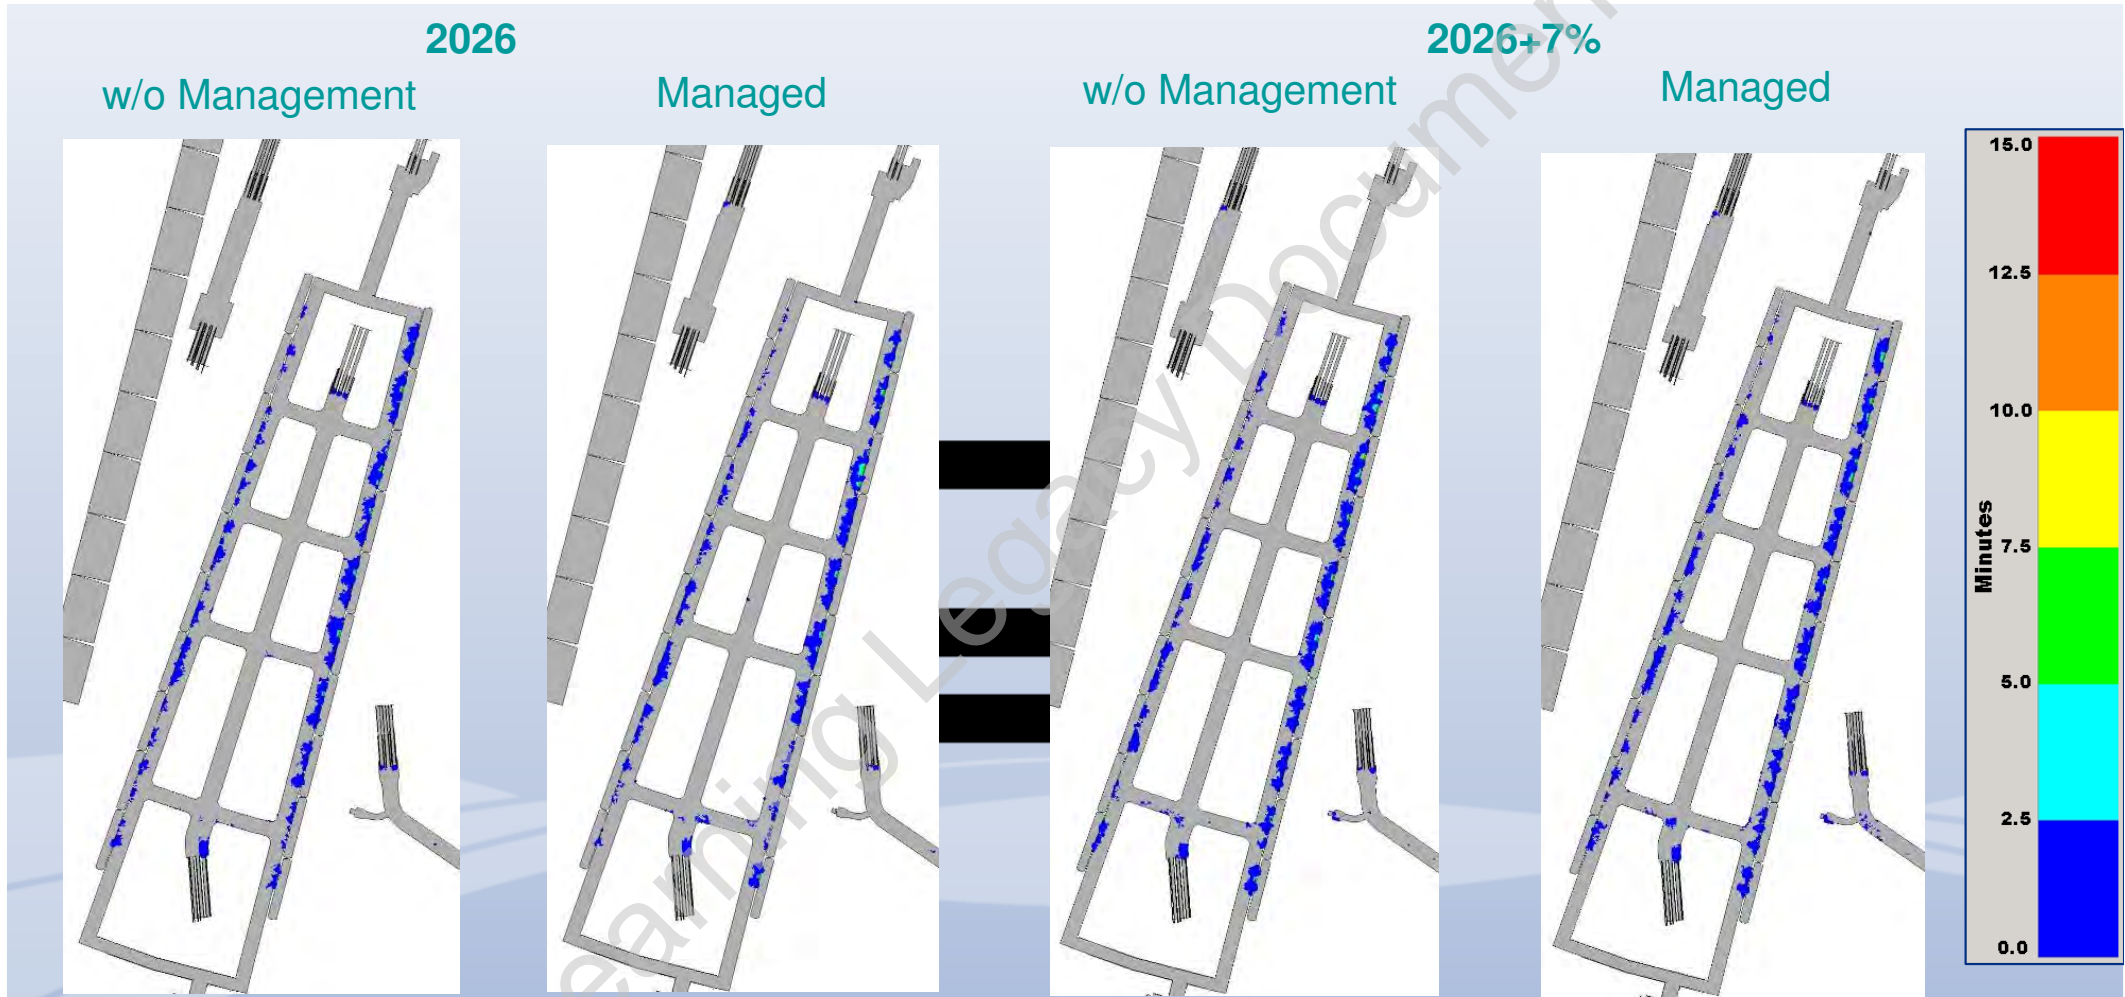 2026
2026+7%
w/o Management
Managed
w/o Management
Managed
15.0
12.5
10.0
7.5
5.0
2.5
0.0
Minutes
Learning Legacy Document